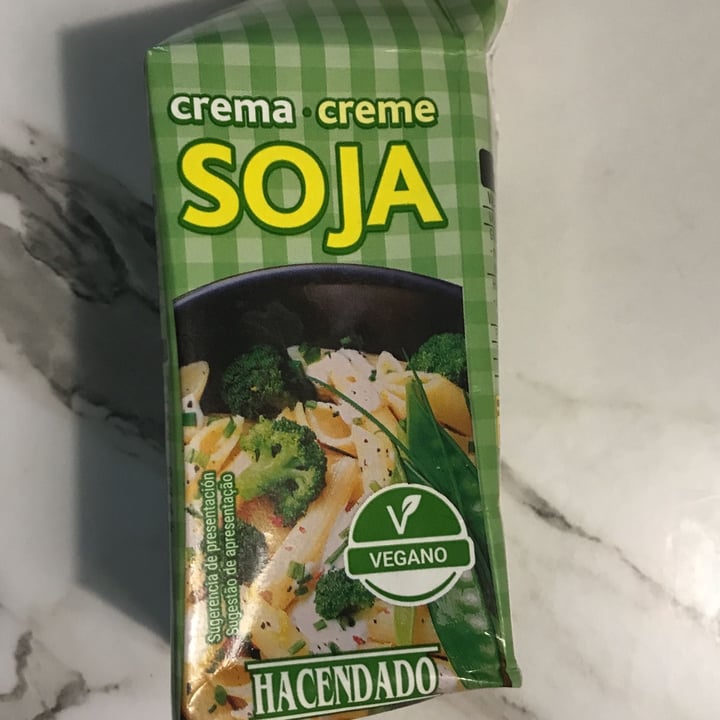 crema · creme
SOJA
Sugerencia de presentación
Sugestão de apresentação
V
VEGANO
HACENDADO